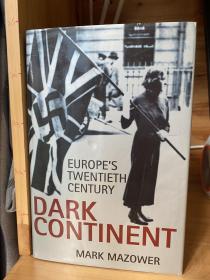 EUROPE'S
TWENTIETH
CENTURY
DARK
CONTINENT
MARK MAZOWER